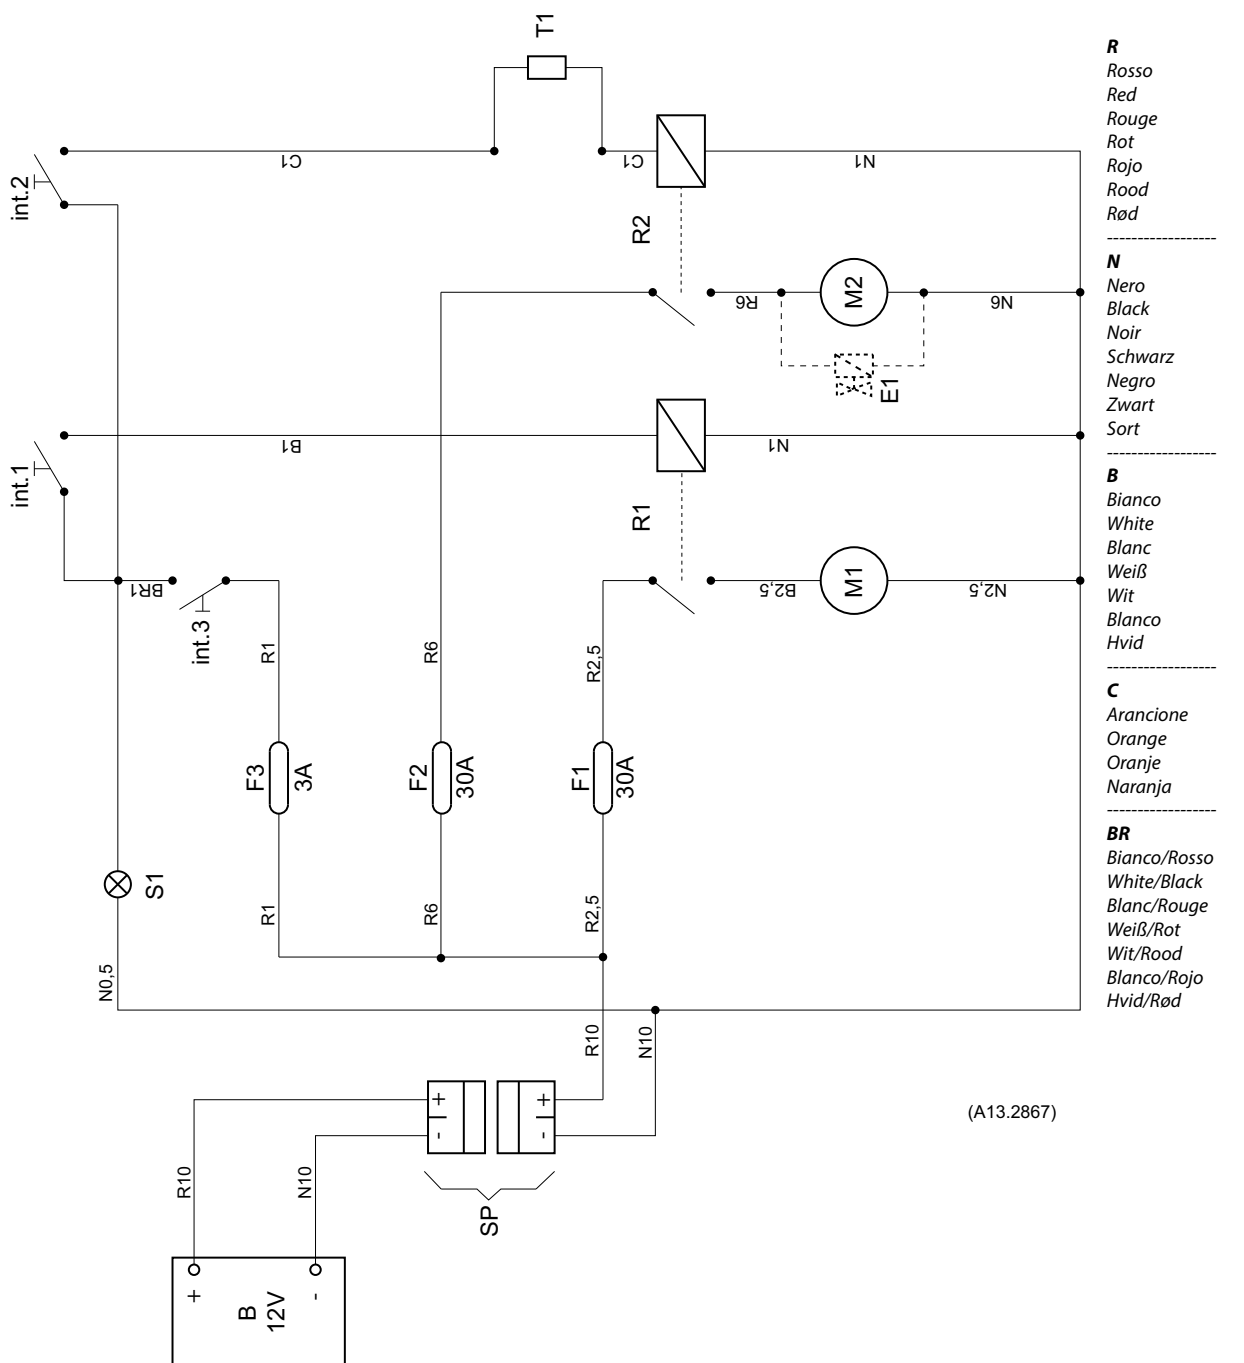 T1
int.2
C1
C1
N1
R2
R6
M2
N6
E1
int.1
B1
N1
R1
BR1
int.3
B2,5
M1
N2,5
R1
R6
R2,5
F3
3A
F2
30A
F1
30A
S1
R1
R6
R2,5
N0,5
R10
N10
+
-
+
-
SP
R10
N10
+
-
B
12V
(A13.2867)
R
Rosso
Red
Rouge
Rot
Rojo
Rood
Rød
------------------
N
Nero
Black
Noir
Schwarz
Negro
Zwart
Sort
------------------
B
Bianco
White
Blanc
Weiß
Wit
Blanco
Hvid
------------------
C
Arancione
Orange
Oranje
Naranja
------------------
BR
Bianco/Rosso
White/Black
Blanc/Rouge
Weiß/Rot
Wit/Rood
Blanco/Rojo
Hvid/Rød